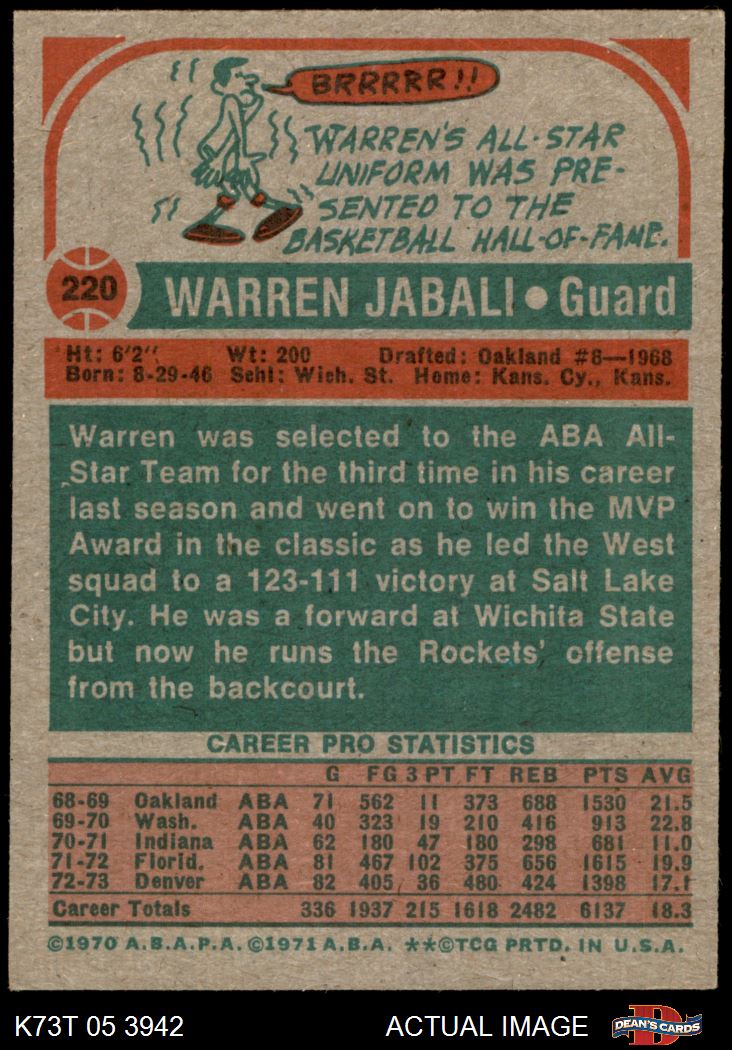 BRRRRR!!
WARREN'S ALL-STAR
UNIFORM WAS PRE-
SENTED TO THE
BASKETBALL HALL-OF-FAME.
220 WARREN JABALI • Guard
Ht: 6'2" Wt: 200 Drafted: Oakland #8—1968
Born: 8-29-46 Schl: Wich. St. Home: Kans. Cy., Kans.
Warren was selected to the ABA All-
Star Team for the third time in his career
last season and went on to win the MVP
Award in the classic as he led the West
squad to a 123-111 victory at Salt Lake
City. He was a forward at Wichita State
but now he runs the Rockets' offense
from the backcourt.
CAREER PRO STATISTICS
G FG 3 PT FT REB PTS AVG
68-69 Oakland ABA 71 562 11 373 688 1530 21.5
69-70 Wash. ABA 40 323 19 210 416 913 22.8
70-71 Indiana ABA 62 180 47 180 298 681 11.0
71-72 Florid. ABA 81 467 102 375 656 1615 19.9
72-73 Denver ABA 82 405 36 480 424 1398 17.1
Career Totals 336 1937 215 1618 2482 6137 18.3
©1970 A.B.A.P.A. ©1971 A.B.A. **©TCG PRTD. IN U.S.A.
K73T 05 3942 ACTUAL IMAGE D DEAN'S CARDS